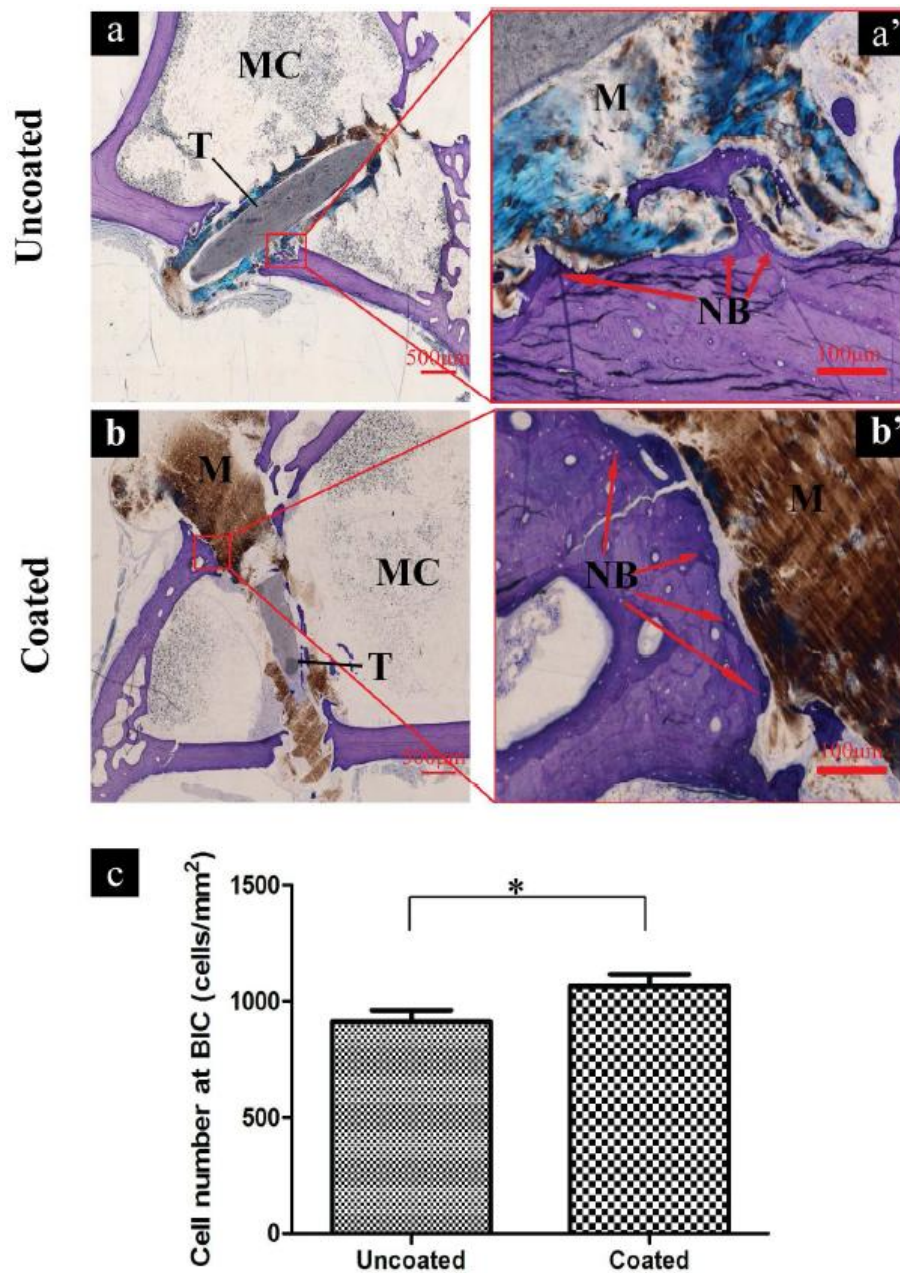 Uncoated
a
MC
T
500μm
a’
M
NB
100μm
Coated
b
M
MC
T
500μm
b’
M
NB
100μm
c
Cell number at BIC (cells/mm²)
1500
1000
500
0
*
Uncoated
Coated